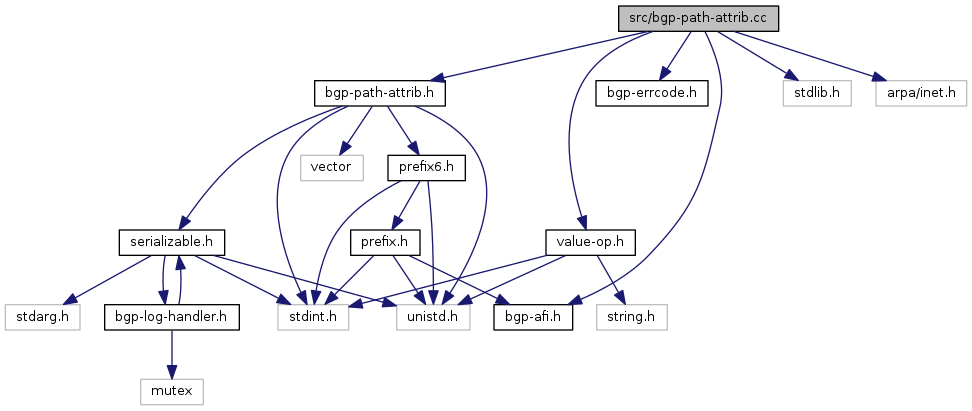 src/bgp-path-attrib.cc
bgp-path-attrib.h
bgp-errcode.h
stdlib.h
arpa/inet.h
vector
prefix6.h
serializable.h
prefix.h
value-op.h
stdarg.h
bgp-log-handler.h
stdint.h
unistd.h
bgp-afi.h
string.h
mutex